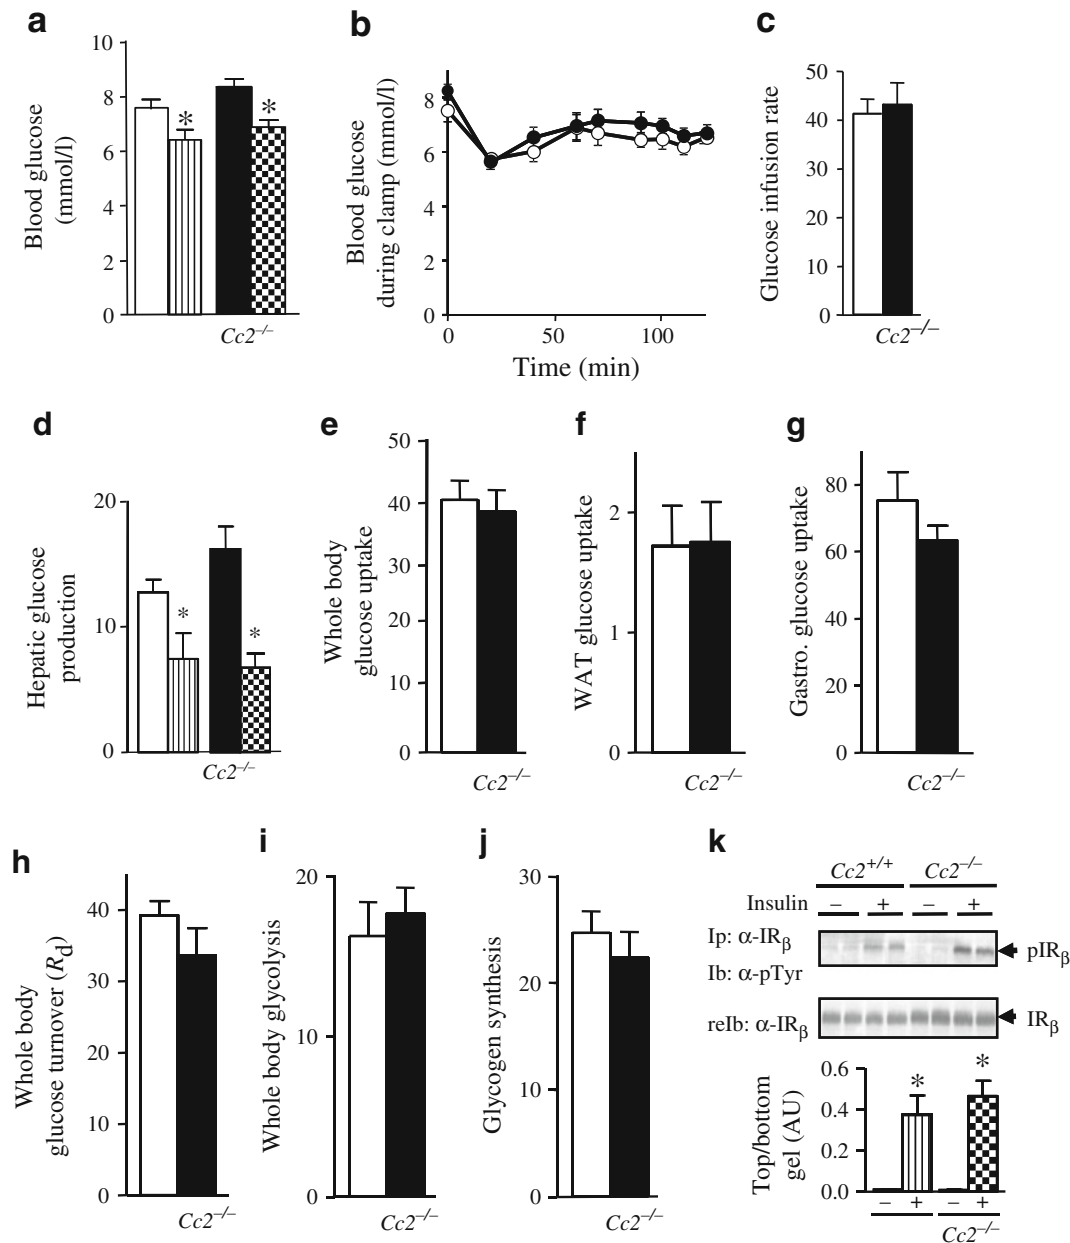 a
Blood glucose
(mmol/l)
10
8
6
4
2
0
*
*
Cc2–/–
b
Blood glucose
during clamp (mmol/l)
8
6
4
2
0
0
50
100
Time (min)
c
Glucose infusion rate
50
40
30
20
10
0
Cc2–/–
d
Hepatic glucose
production
20
10
0
*
*
Cc2–/–
e
Whole body
glucose uptake
50
40
30
20
10
0
Cc2–/–
f
WAT glucose uptake
2
1
0
Cc2–/–
g
Gastro. glucose uptake
80
60
40
20
0
Cc2–/–
h
Whole body
glucose turnover (Rd)
40
30
20
10
0
Cc2–/–
i
Whole body glycolysis
20
10
0
Cc2–/–
j
Glycogen synthesis
30
20
10
0
Cc2–/–
k
Cc2+/+ Cc2–/–
Insulin – + – +
Ip: α-IRβ
pIRβ
Ib: α-pTyr
reIb: α-IRβ
IRβ
Top/bottom
gel (AU)
0.6
0.4
0.2
0.0
*
*
– + – +
Cc2–/–